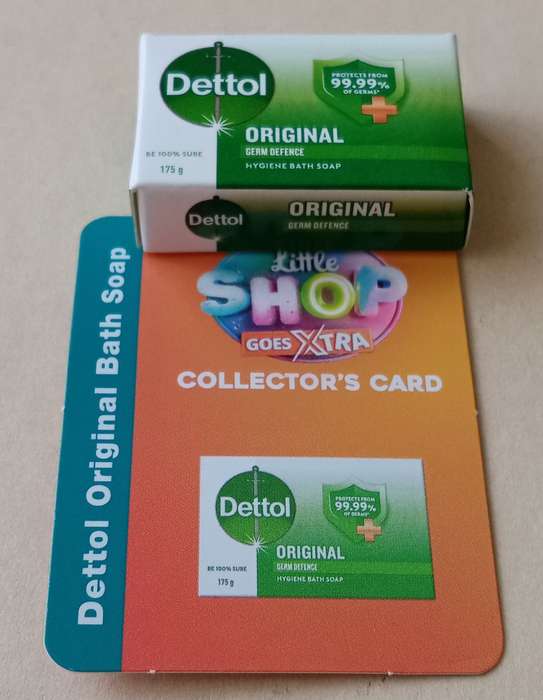 Dettol
PROTECTS FROM
99.99%
OF GERMS*
ORIGINAL
GERM DEFENCE
HYGIENE BATH SOAP
BE 100% SURE
175 g
Dettol
ORIGINAL
GERM DEFENCE
Little
SHOP
GOES XTRA
COLLECTOR'S CARD
Dettol Original Bath Soap
Dettol
PROTECTS FROM
99.99%
OF GERMS*
ORIGINAL
GERM DEFENCE
HYGIENE BATH SOAP
BE 100% SURE
175 g